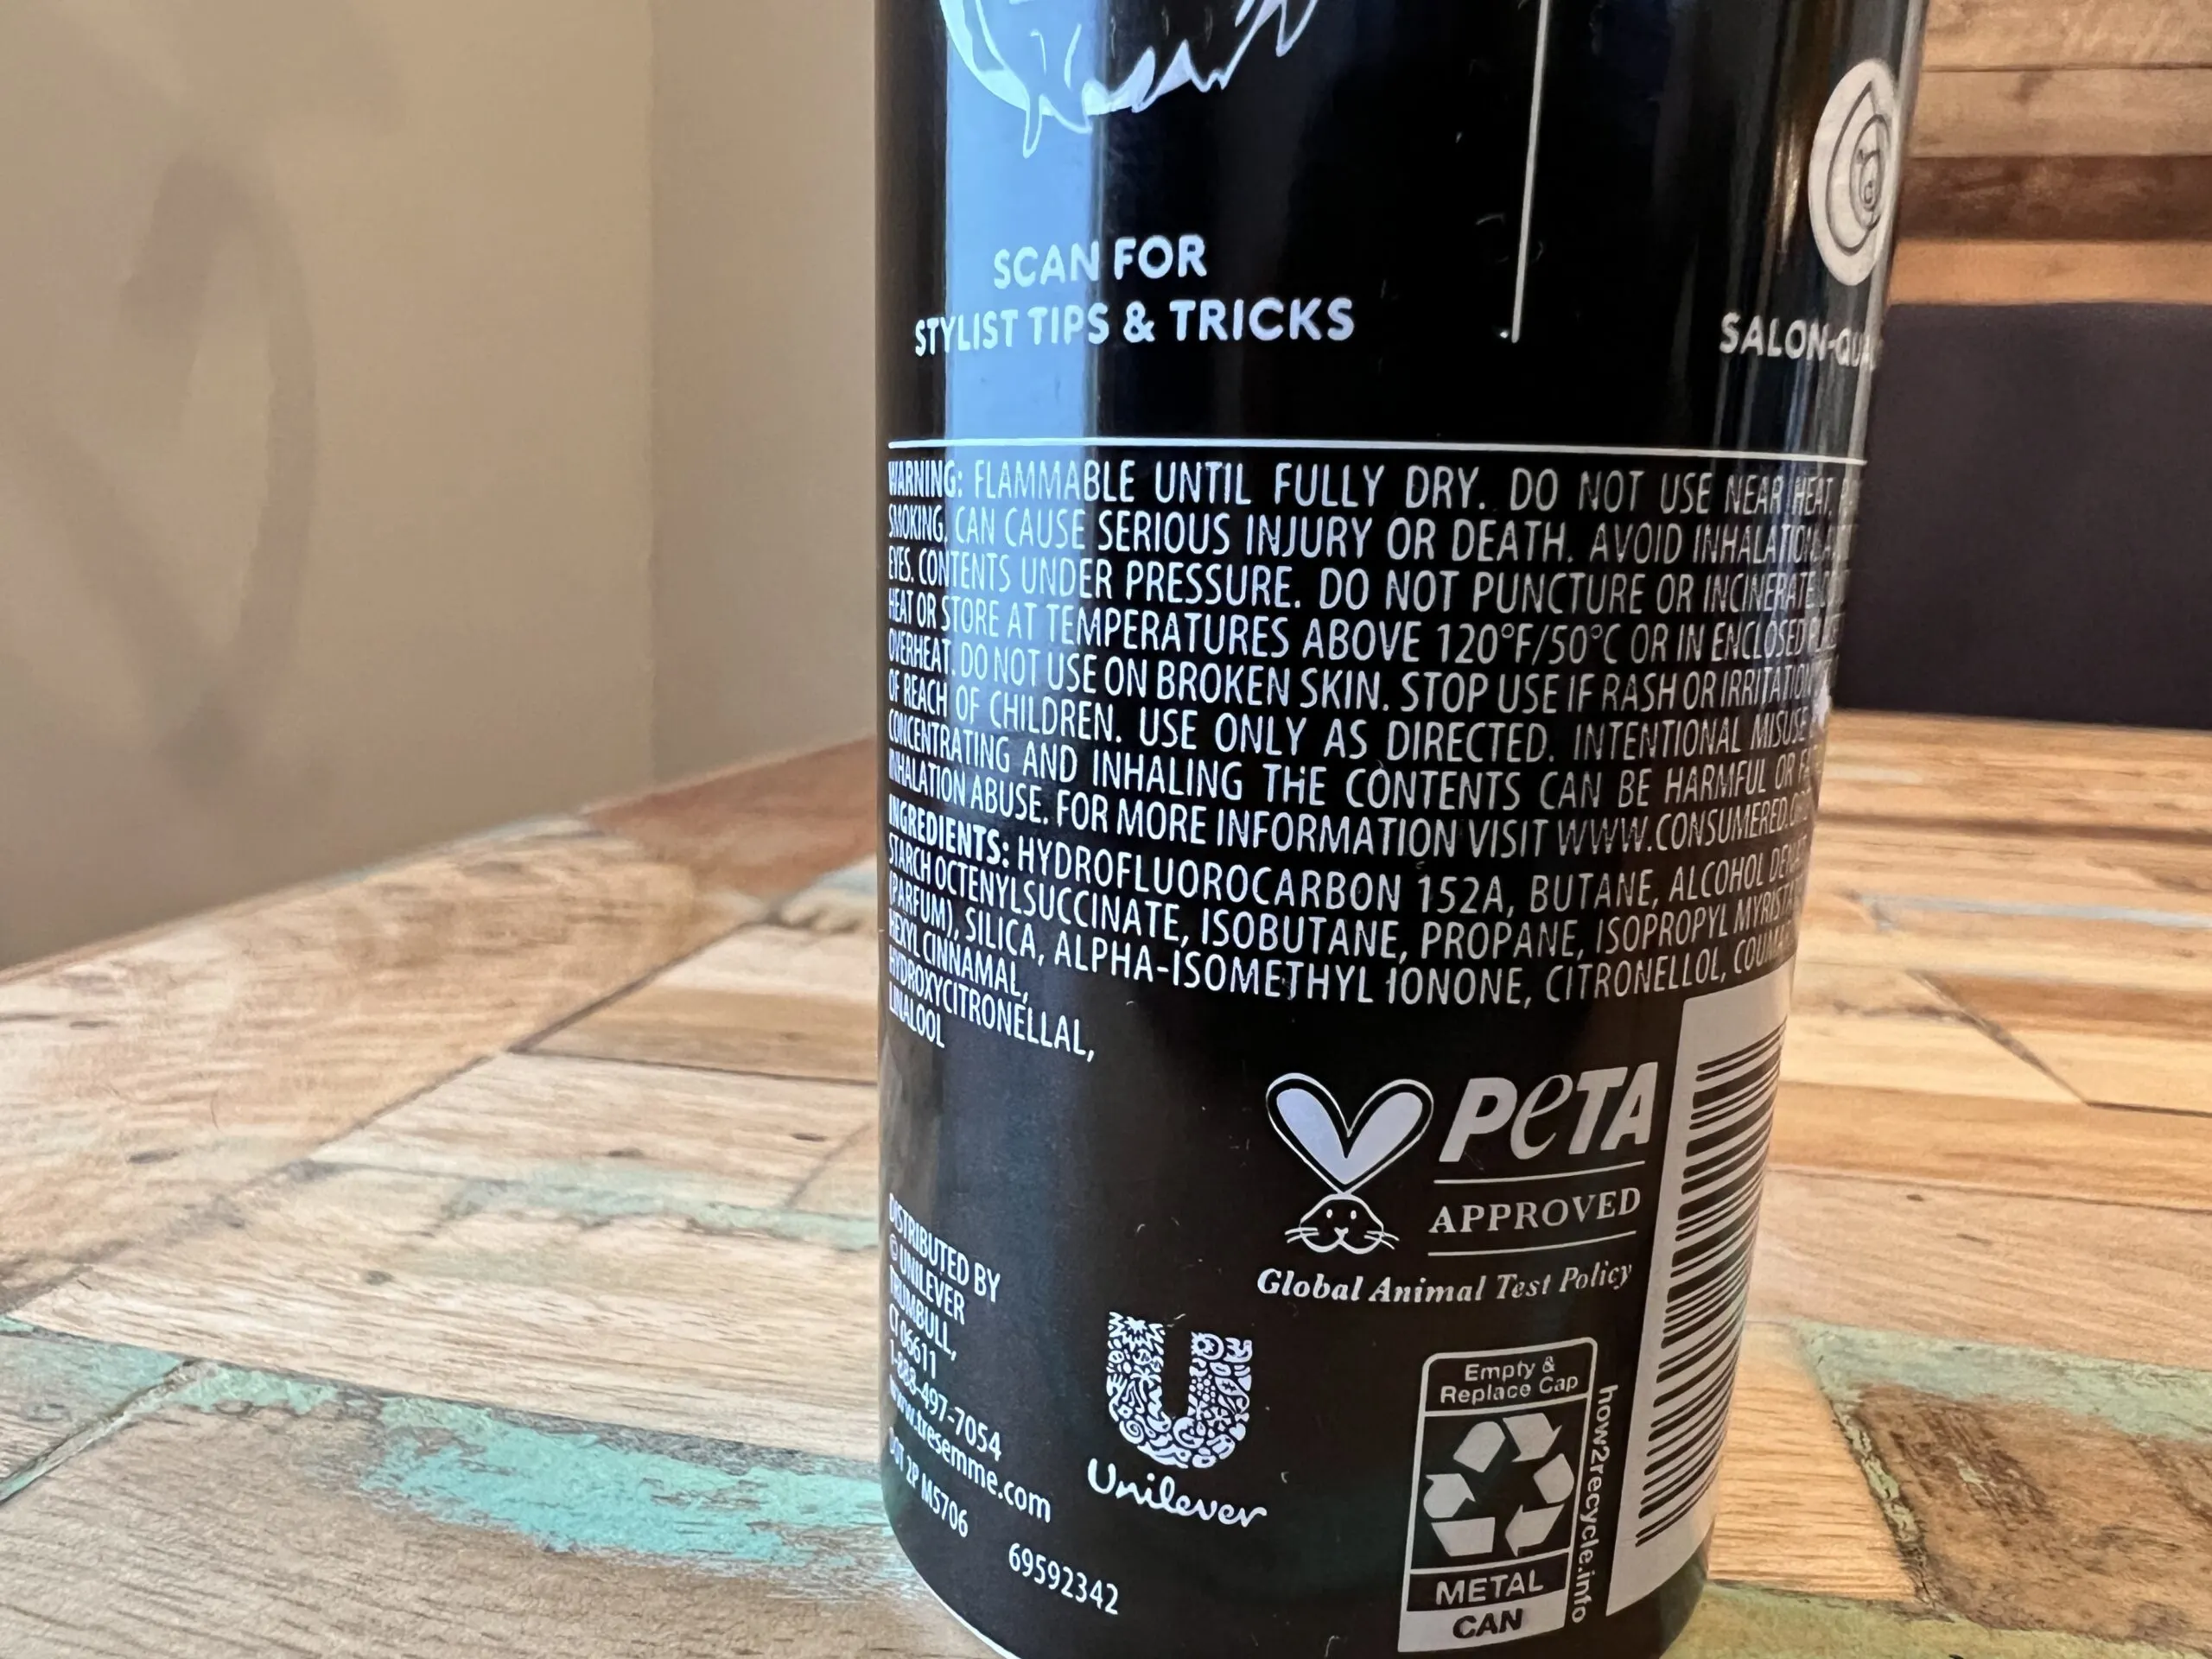 SCAN FOR
STYLIST TIPS & TRICKS
WARNING: FLAMMABLE UNTIL FULLY DRY. DO NOT USE NEAR HEAT,
SMOKING. CAN CAUSE SERIOUS INJURY OR DEATH. AVOID INHALATION
EYES. CONTENTS UNDER PRESSURE. DO NOT PUNCTURE OR INCINERATE.
HEAT OR STORE AT TEMPERATURES ABOVE 120°F/50°C OR IN ENCLOSED
OVERHEAT. DO NOT USE ON BROKEN SKIN. STOP USE IF RASH OR IRRITATION
OF REACH OF CHILDREN. USE ONLY AS DIRECTED. INTENTIONAL MISUSE
CONCENTRATING AND INHALING THE CONTENTS CAN BE HARMFUL OR
INHALATION ABUSE. FOR MORE INFORMATION VISIT WWW.CONSUMERED.ORG
INGREDIENTS: HYDROFLUOROCARBON 152A, BUTANE, ALCOHOL
STARCH OCTENYLSUCCINATE, ISOBUTANE, PROPANE, ISOPROPYL
(PARFUM), SILICA, ALPHA-ISOMETHYL IONONE, CITRONELLOL,
HEXYL CINNAMAL,
HYDROXYCITRONELLAL,
LINALOOL
PeTA
APPROVED
Global Animal Test Policy
DISTRIBUTED BY
© UNILEVER
TRUMBULL,
CT 06611
1-888-497-7054
www.tresemme.com
DOT 2P M5706
69592342
Unilever
Empty &
Replace Cap
METAL
CAN
how2recycle.info